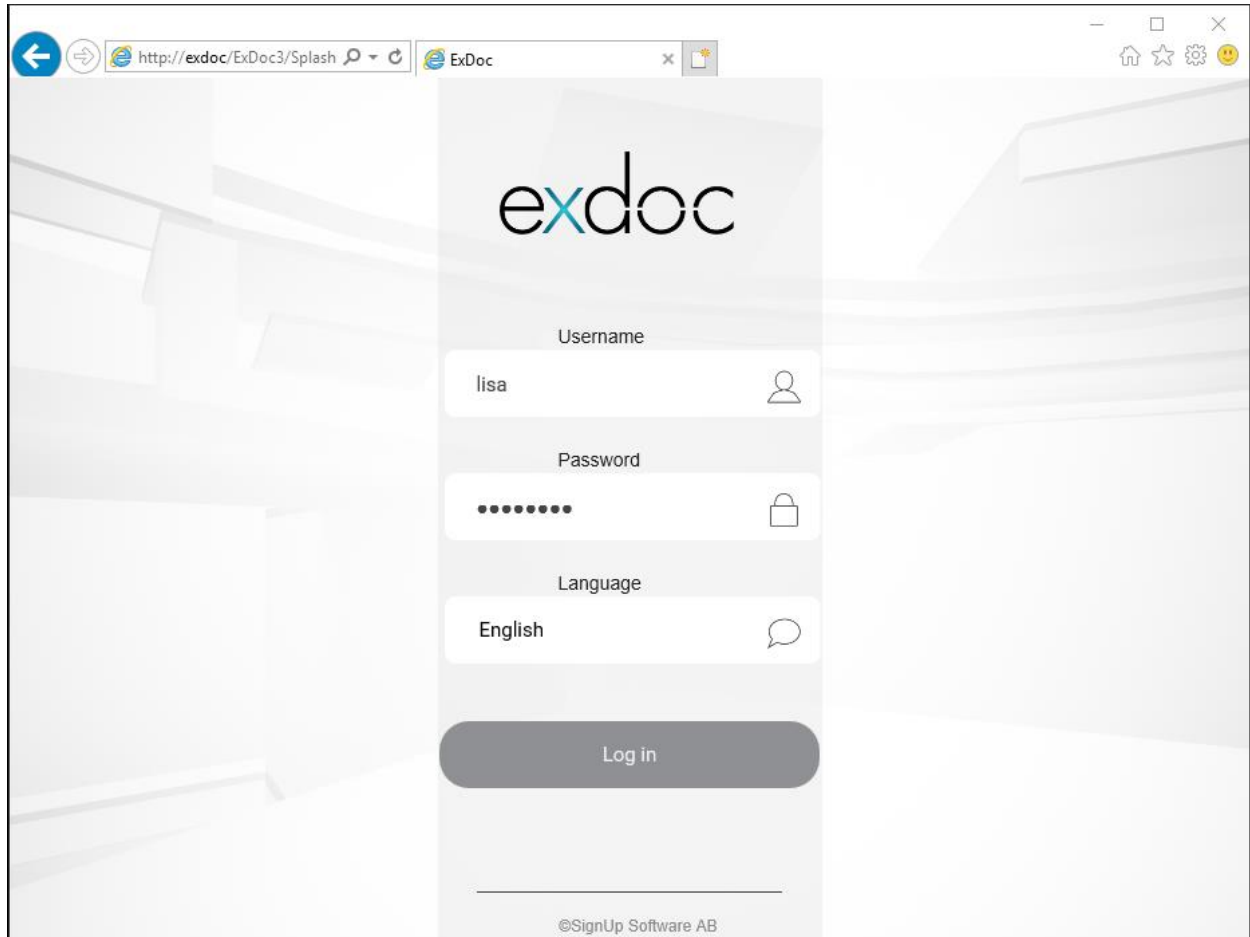 http://exdoc/ExDoc3/Splash
ExDoc
exdoc
Username
lisa
Password
••••••••
Language
English
Log in
©SignUp Software AB